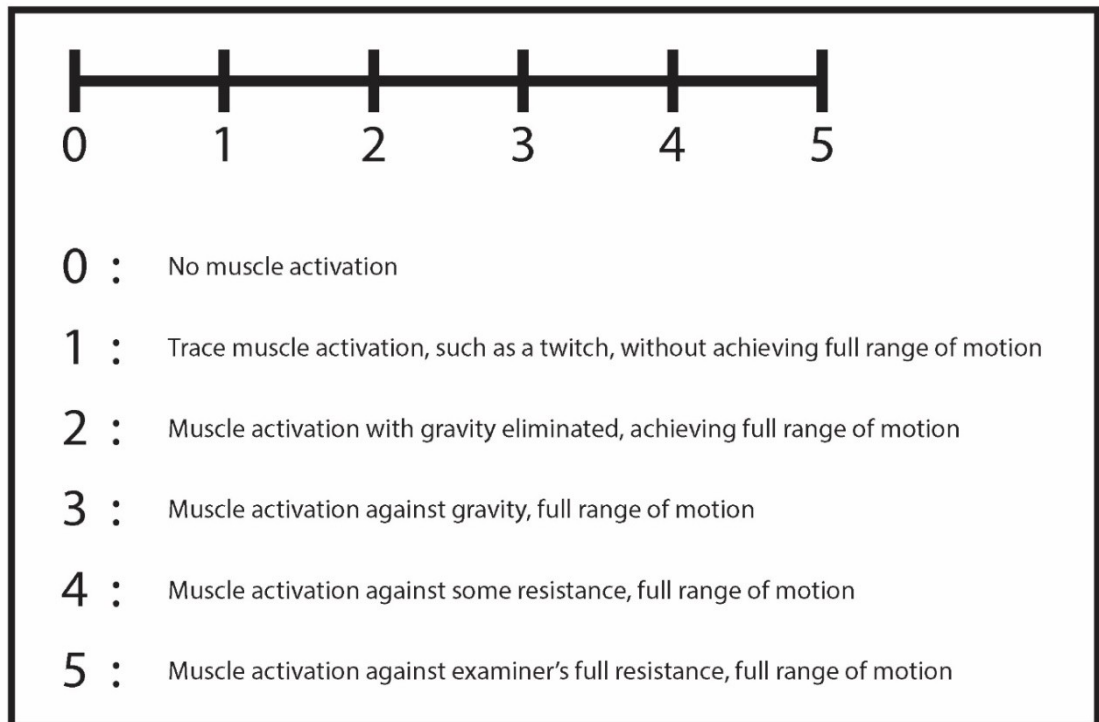 0 1 2 3 4 5
0 : No muscle activation
1 : Trace muscle activation, such as a twitch, without achieving full range of motion
2 : Muscle activation with gravity eliminated, achieving full range of motion
3 : Muscle activation against gravity, full range of motion
4 : Muscle activation against some resistance, full range of motion
5 : Muscle activation against examiner’s full resistance, full range of motion